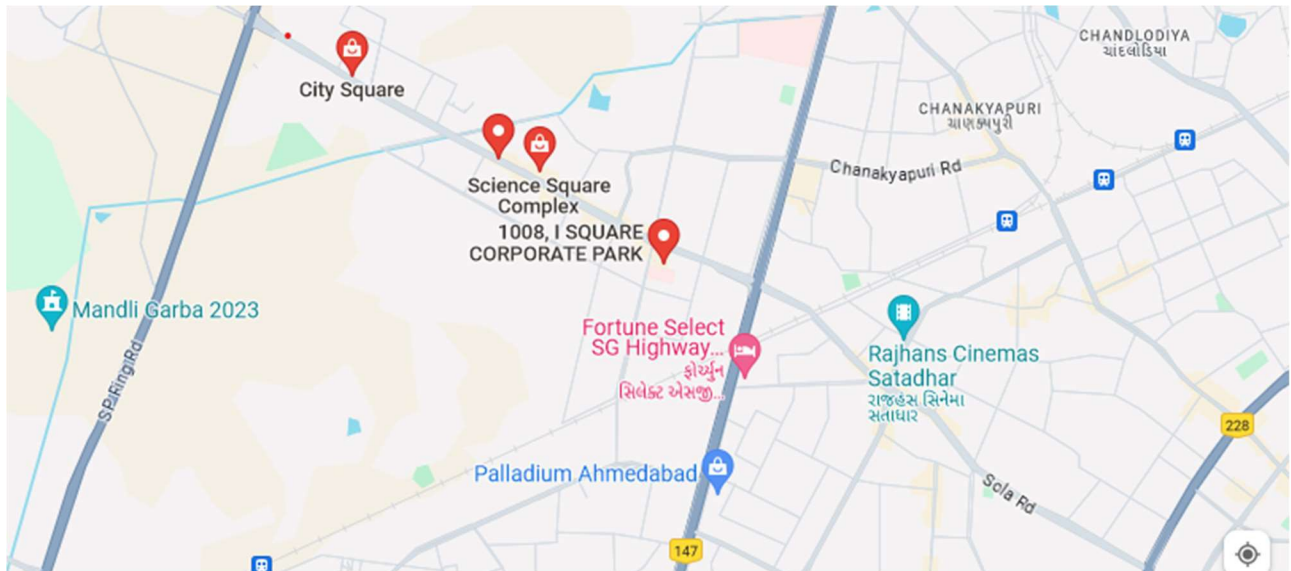 CHANDLODIYA
ચાંદલોડિયા
City Square
CHANAKYAPURI
ચાણક્યપુરી
Chanakyapuri Rd
Science Square
Complex
1008, I SQUARE
CORPORATE PARK
Mandli Garba 2023
Fortune Select
SG Highway...
ફોર્ચ્યુન
સિલેક્ટ એસજી...
Rajhans Cinemas
Satadhar
રાજહંસ સિનેમા
સતાધાર
SP Ring Rd
228
Palladium Ahmedabad
Sola Rd
147